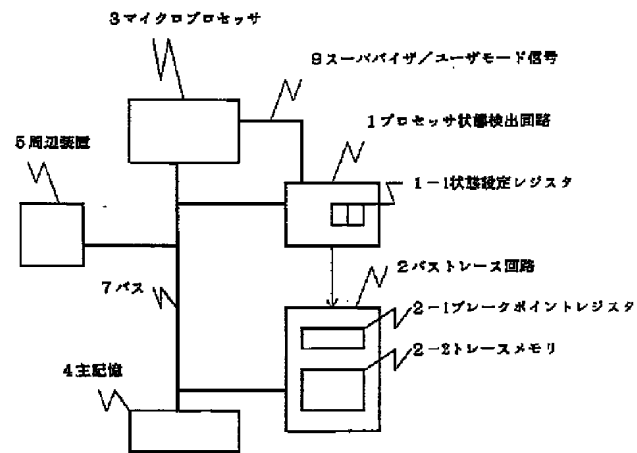 3マイクロプロセッサ
9スーパバイザ/ユーザモード信号
1プロセッサ状態検出回路
5周辺装置
1-1状態設定レジスタ
2バストレース回路
7バス
2-1ブレークポイントレジスタ
2-2トレースメモリ
4主記憶